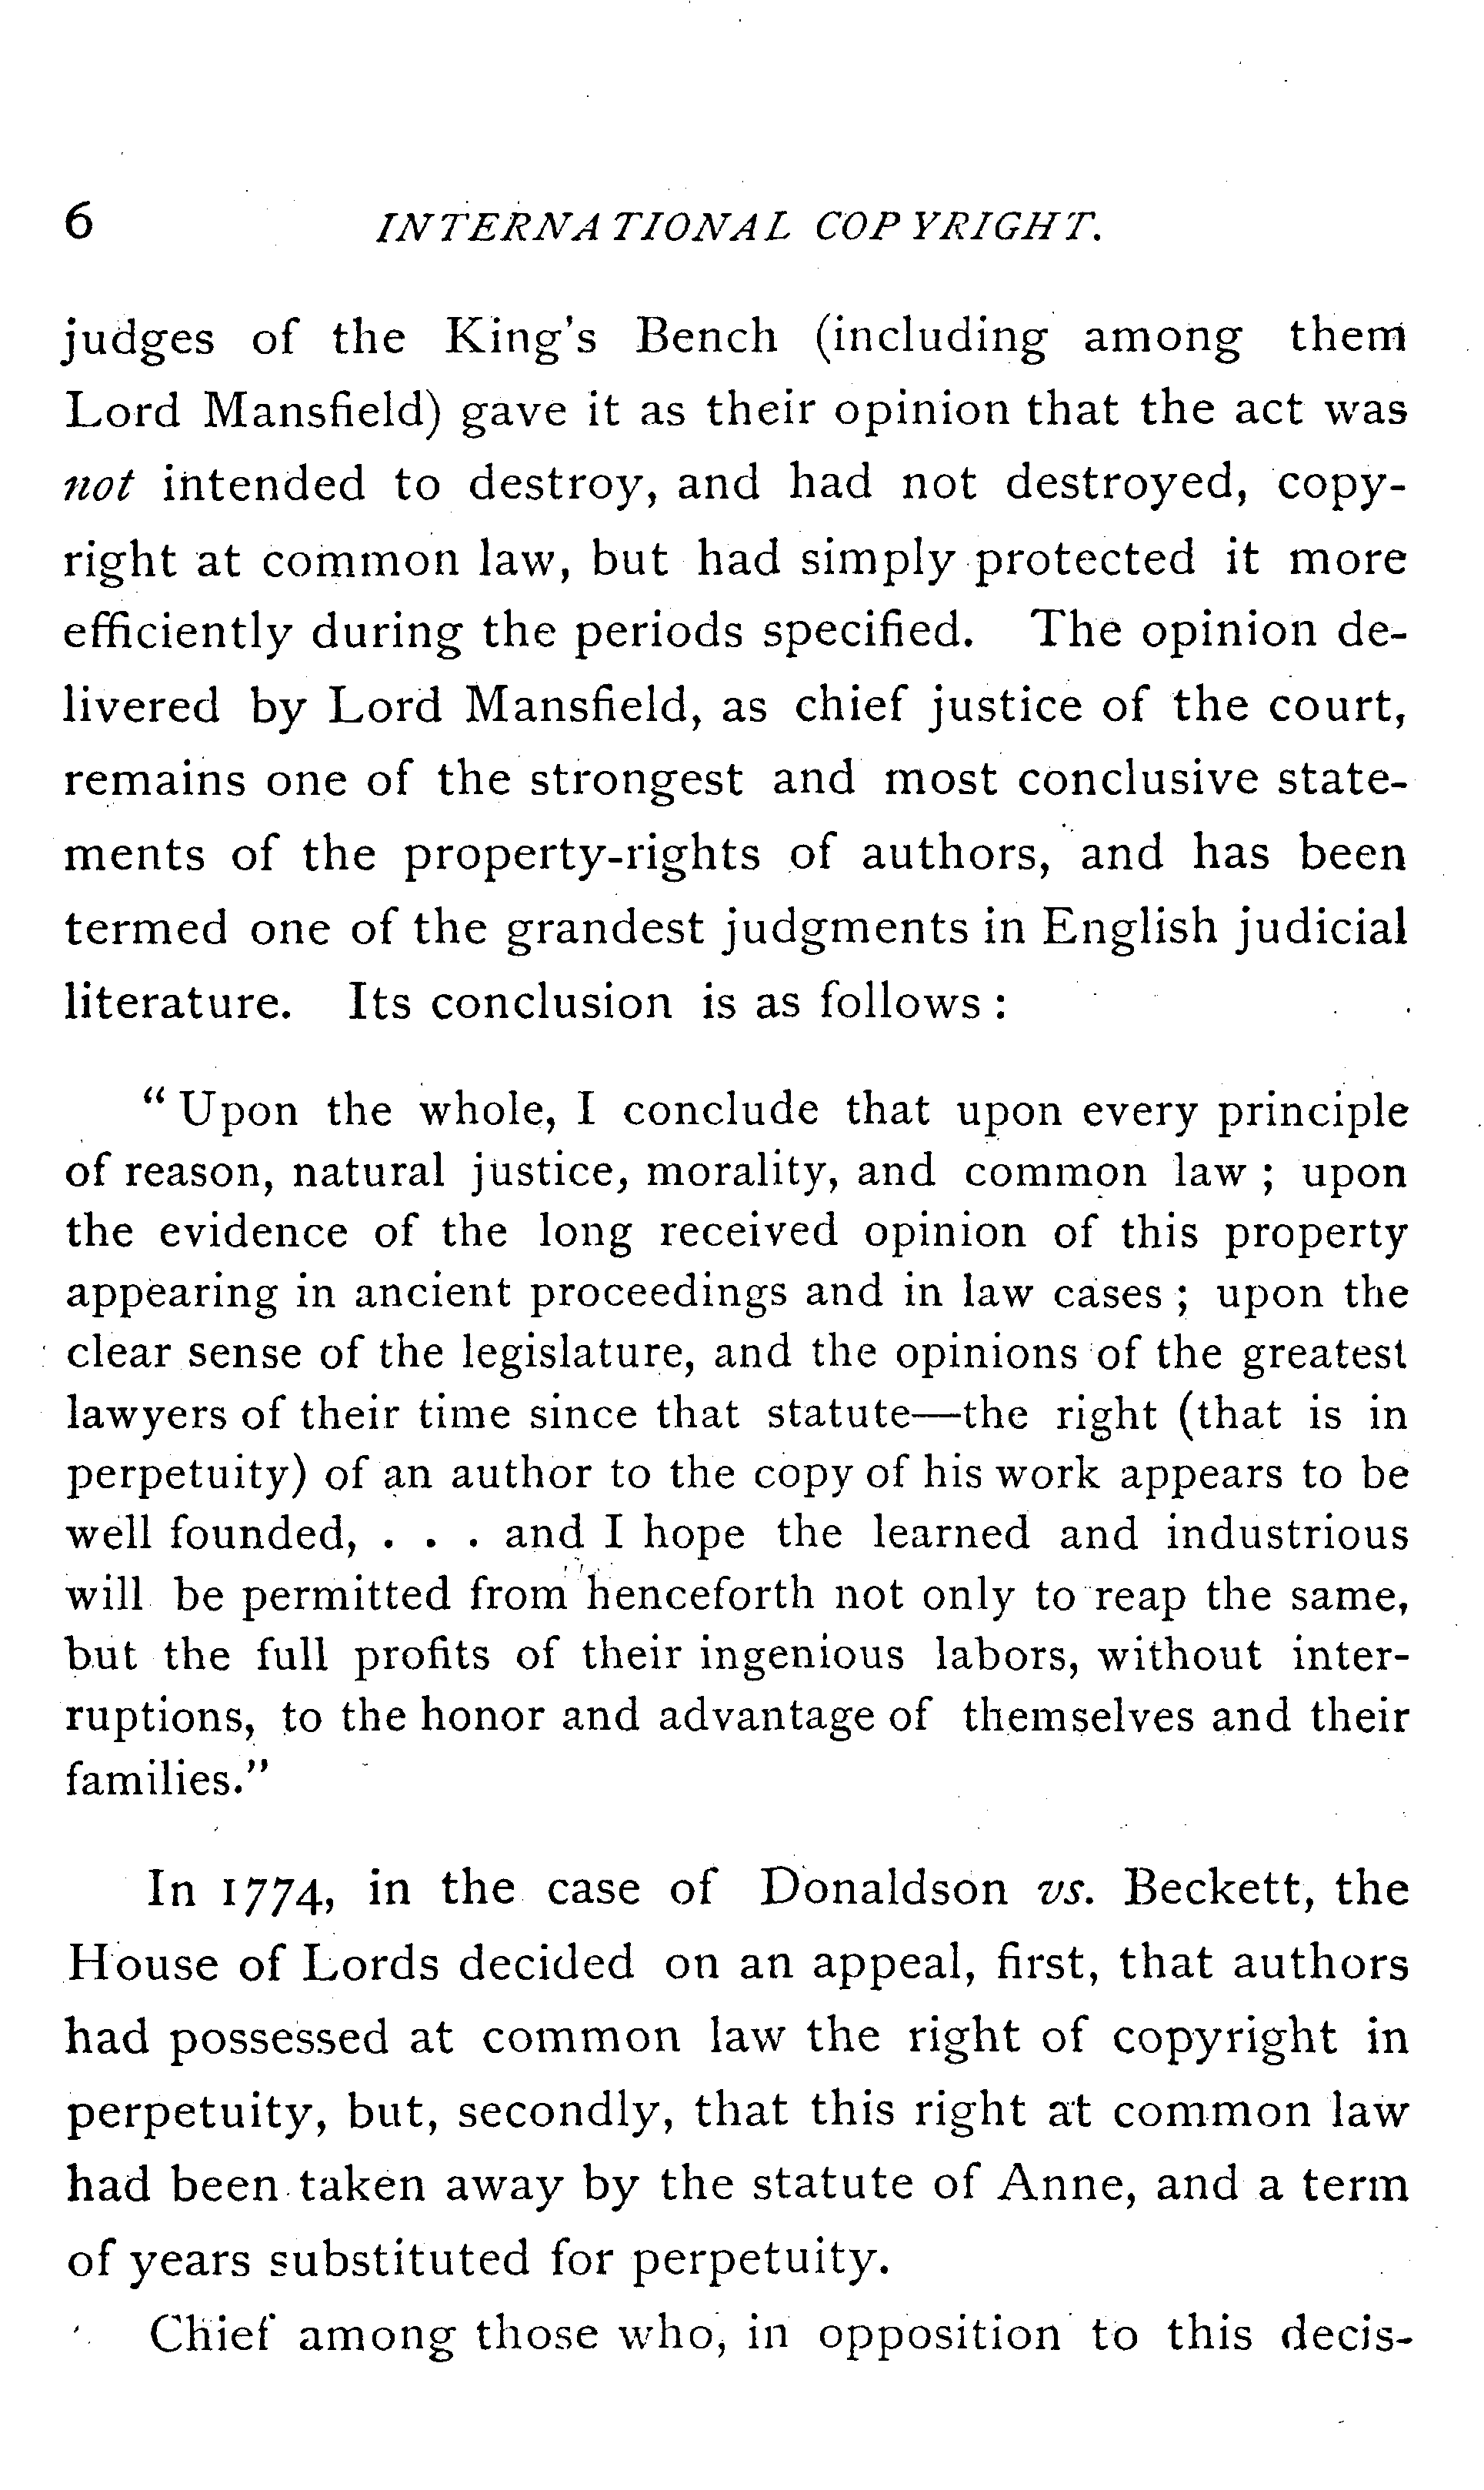 6 INTERNATIONAL COPYRIGHT.
judges of the King's Bench (including among them
Lord Mansfield) gave it as their opinion that the act was
not intended to destroy, and had not destroyed, copy-
right at common law, but had simply protected it more
efficiently during the periods specified. The opinion de-
livered by Lord Mansfield, as chief justice of the court,
remains one of the strongest and most conclusive state-
ments of the property-rights of authors, and has been
termed one of the grandest judgments in English judicial
literature. Its conclusion is as follows :
“ Upon the whole, I conclude that upon every principle
of reason, natural justice, morality, and common law ; upon
the evidence of the long received opinion of this property
appearing in ancient proceedings and in law cases ; upon the
clear sense of the legislature, and the opinions of the greatest
lawyers of their time since that statute—the right (that is in
perpetuity) of an author to the copy of his work appears to be
well founded, . . . and I hope the learned and industrious
will be permitted from henceforth not only to reap the same,
but the full profits of their ingenious labors, without inter-
ruptions, to the honor and advantage of themselves and their
families.”
In 1774, in the case of Donaldson vs. Beckett, the
House of Lords decided on an appeal, first, that authors
had possessed at common law the right of copyright in
perpetuity, but, secondly, that this right at common law
had been taken away by the statute of Anne, and a term
of years substituted for perpetuity.
Chief among those who, in opposition to this decis-